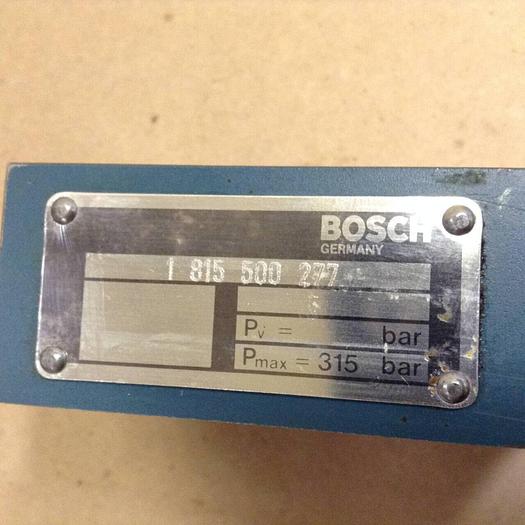 BOSCH
GERMANY
1 815 500 277
Pv = bar
Pmax = 315 bar